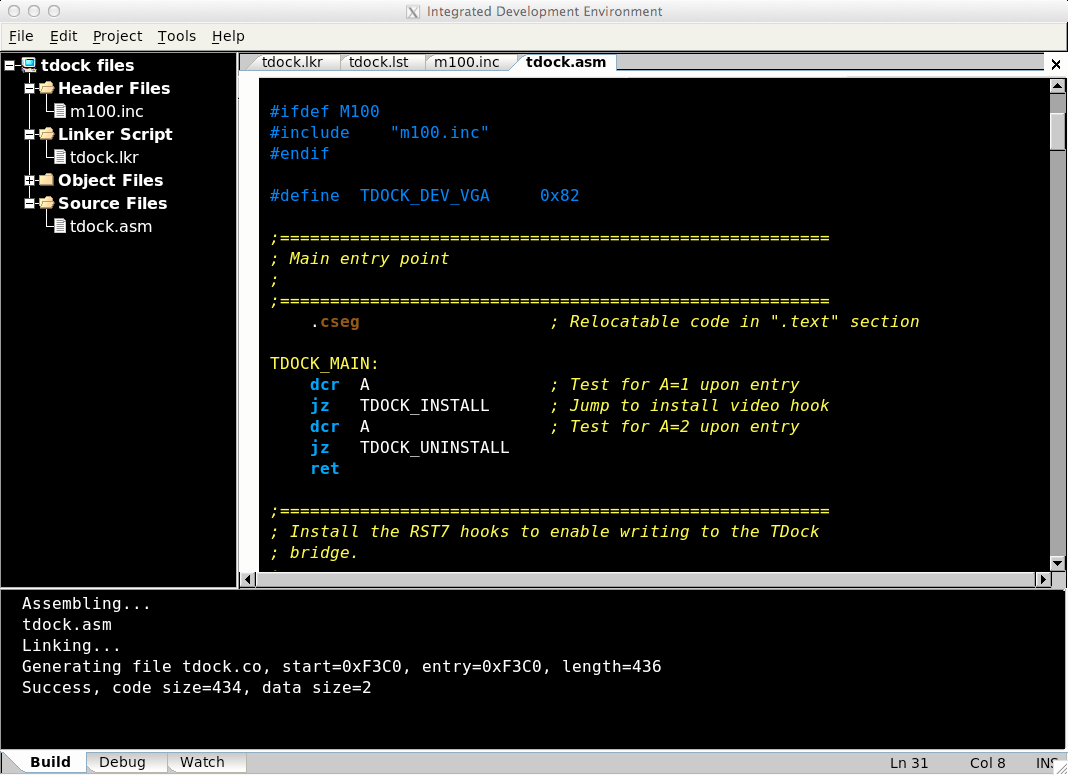 Integrated Development Environment
File Edit Project Tools Help
tdock files
Header Files
m100.inc
Linker Script
tdock.lkr
Object Files
Source Files
tdock.asm
tdock.lkr tdock.lst m100.inc tdock.asm
#ifdef M100
#include    "m100.inc"
#endif
#define  TDOCK_DEV_VGA     0x82
;=======================================================
; Main entry point
;
;=======================================================
    .cseg                   ; Relocatable code in ".text" section
TDOCK_MAIN:
    dcr  A                  ; Test for A=1 upon entry
    jz   TDOCK_INSTALL      ; Jump to install video hook
    dcr  A                  ; Test for A=2 upon entry
    jz   TDOCK_UNINSTALL
    ret
;=======================================================
; Install the RST7 hooks to enable writing to the TDock
; bridge.
Assembling...
tdock.asm
Linking...
Generating file tdock.co, start=0xF3C0, entry=0xF3C0, length=436
Success, code size=434, data size=2
Build Debug Watch Ln 31 Col 8 INS